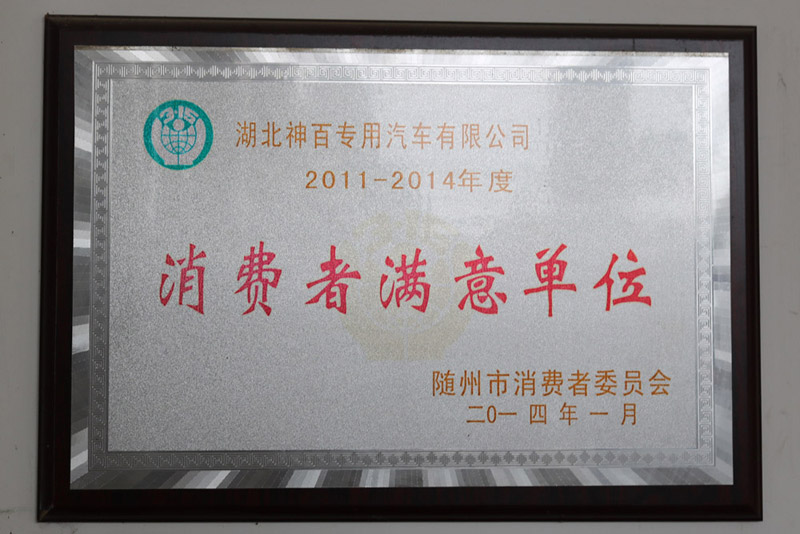 3·15
湖北神百专用汽车有限公司
2011-2014年度
消费者满意单位
随州市消费者委员会
二0一四年一月